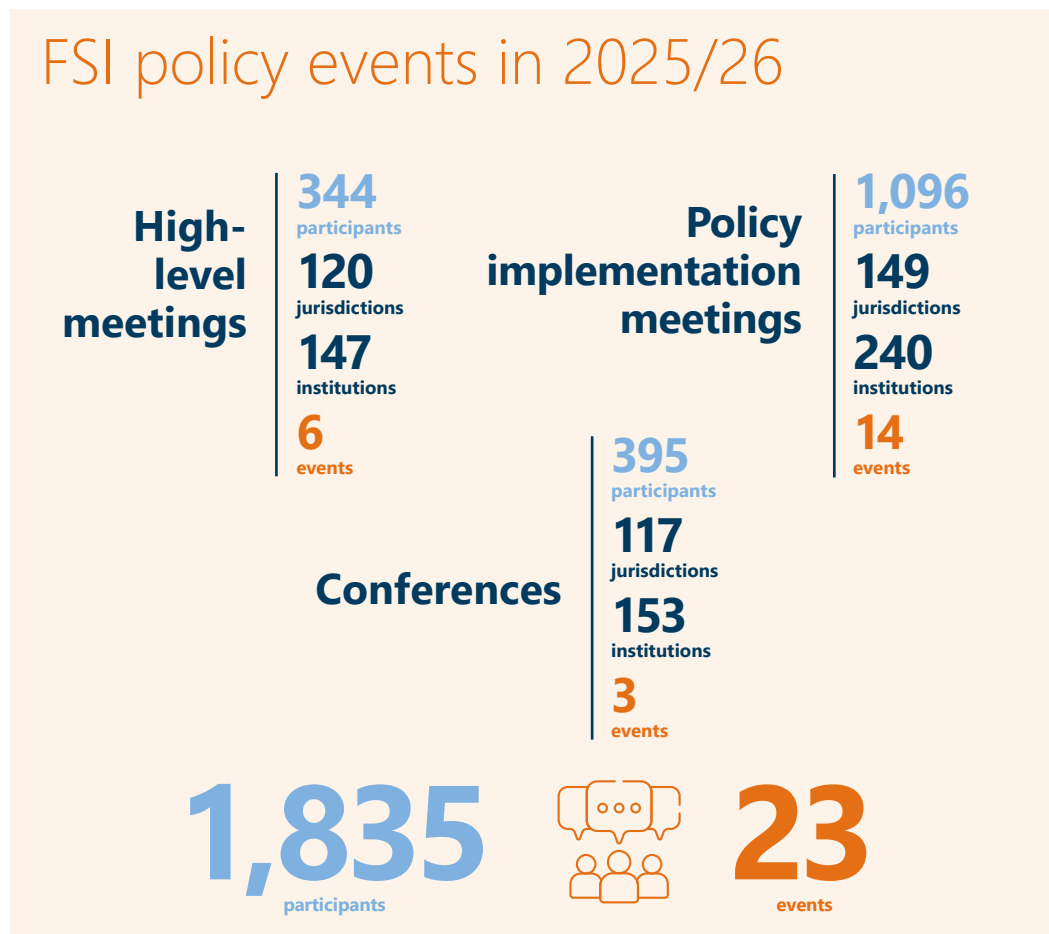 FSI policy events in 2025/26
High-
level
meetings
344
participants
120
jurisdictions
147
institutions
6
events
Policy
implementation
meetings
1,096
participants
149
jurisdictions
240
institutions
14
events
Conferences
395
participants
117
jurisdictions
153
institutions
3
events
1,835
participants
23
events